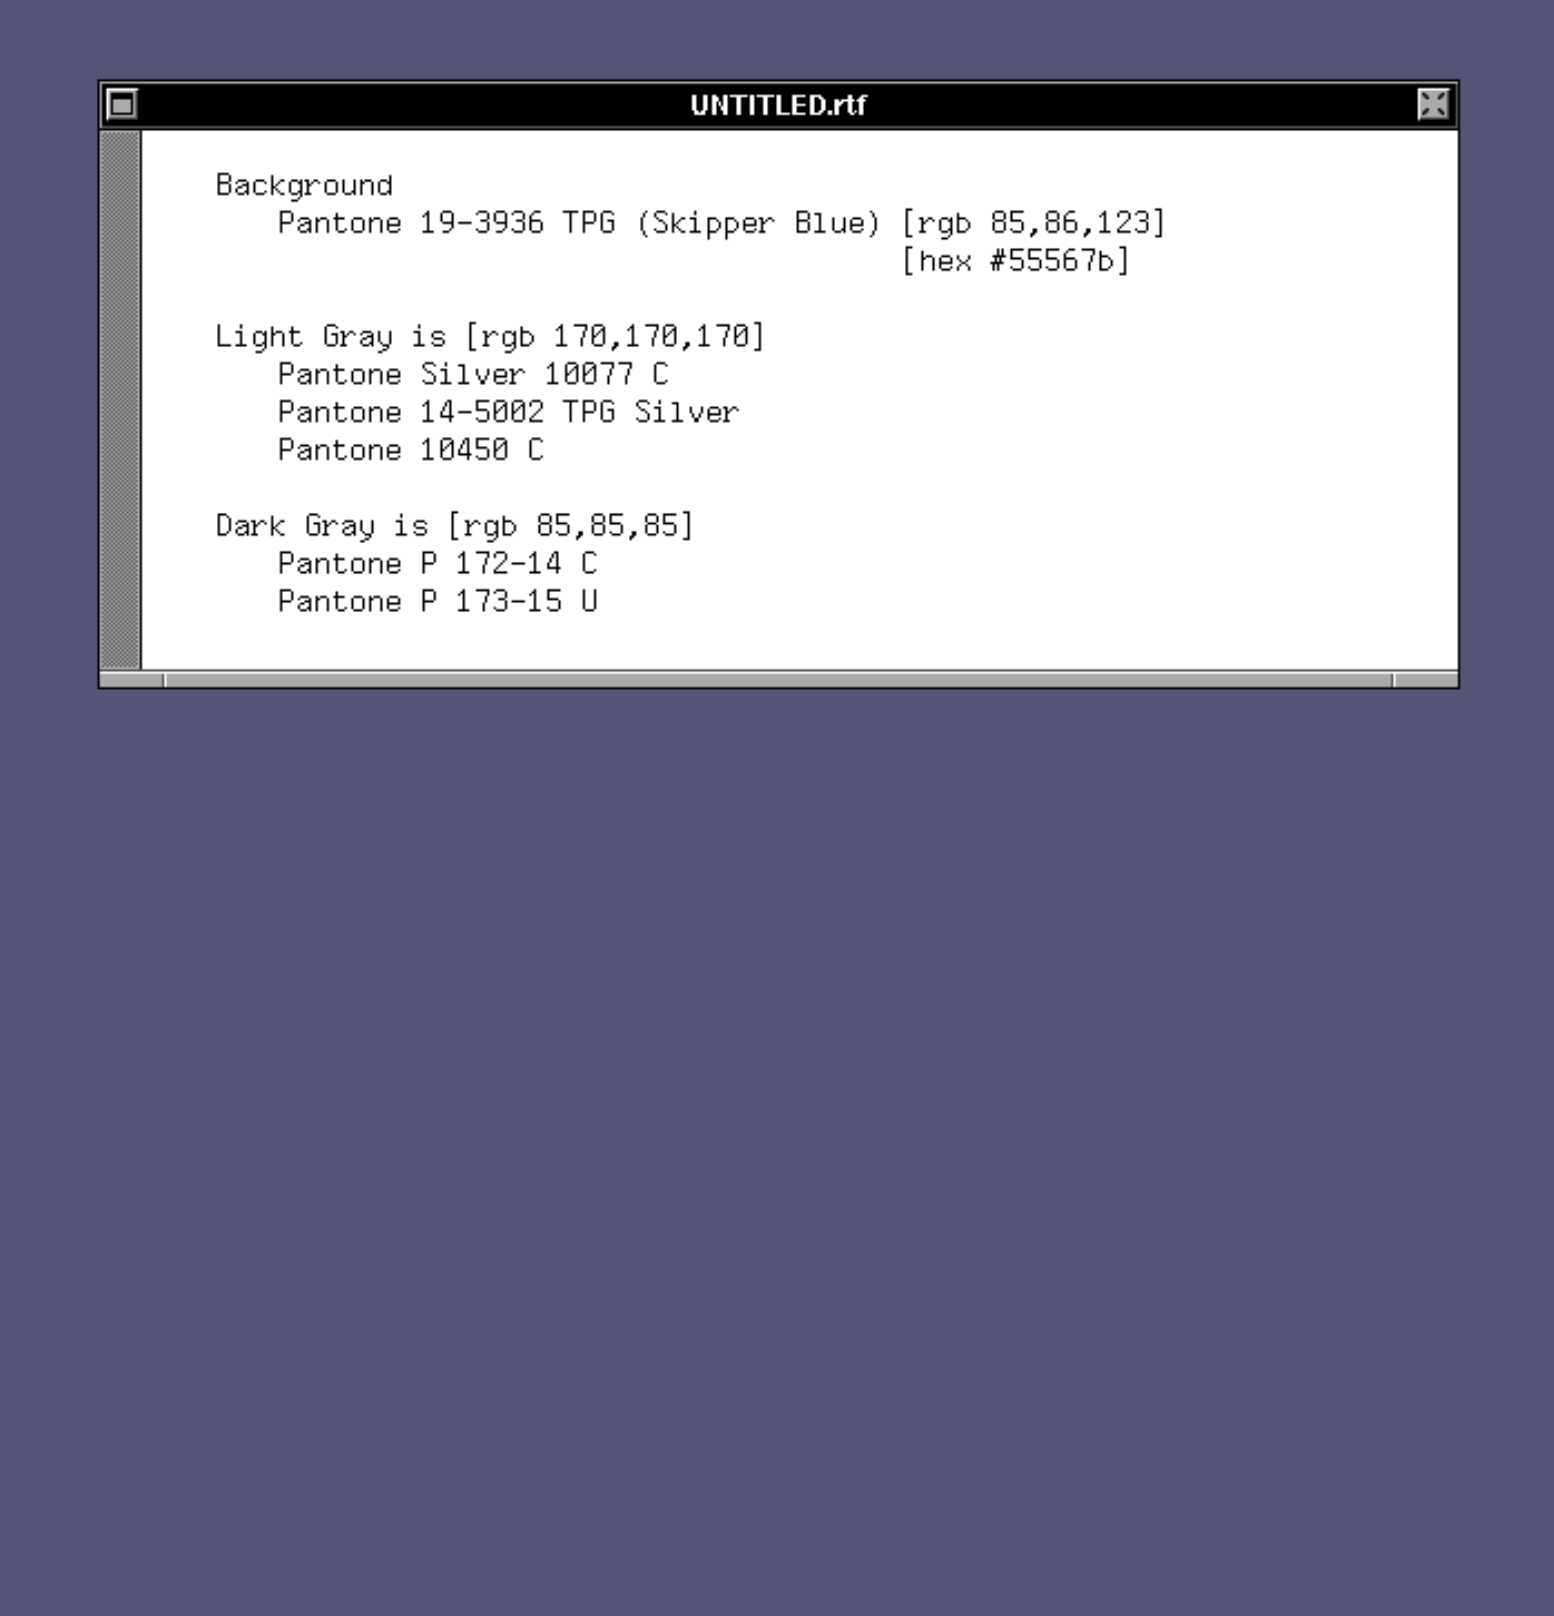 UNTITLED.rtf
Background
Pantone 19-3936 TPG (Skipper Blue) [rgb 85,86,123]
[hex #55567b]
Light Gray is [rgb 170,170,170]
Pantone Silver 10077 C
Pantone 14-5002 TPG Silver
Pantone 10450 C
Dark Gray is [rgb 85,85,85]
Pantone P 172-14 C
Pantone P 173-15 U